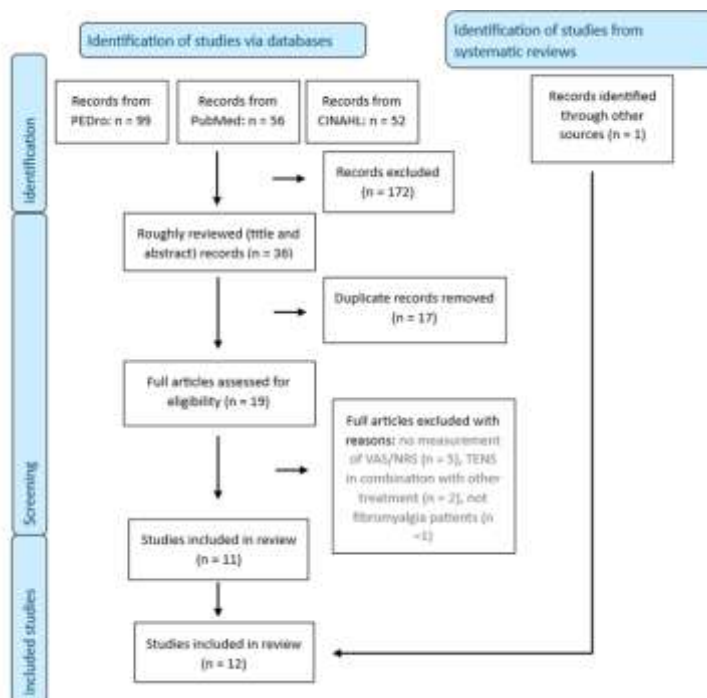 Identification of studies via databases
Identification of studies from
systematic reviews
Identification
Records from
PEDro: n = 99
Records from
PubMed: n = 56
Records from
CINAHL: n = 52
Records identified
through other
sources (n = 1)
Records excluded
(n = 172)
Screening
Roughly reviewed (title and
abstract) records (n = 36)
Duplicate records removed
(n = 17)
Full articles assessed for
eligibility (n = 19)
Full articles excluded with
reasons: no measurement
of VAS/NRS (n = 5), TENS
in combination with other
treatment (n = 2), not
fibromyalgia patients (n
=1)
Included studies
Studies included in review
(n = 11)
Studies included in review
(n = 12)